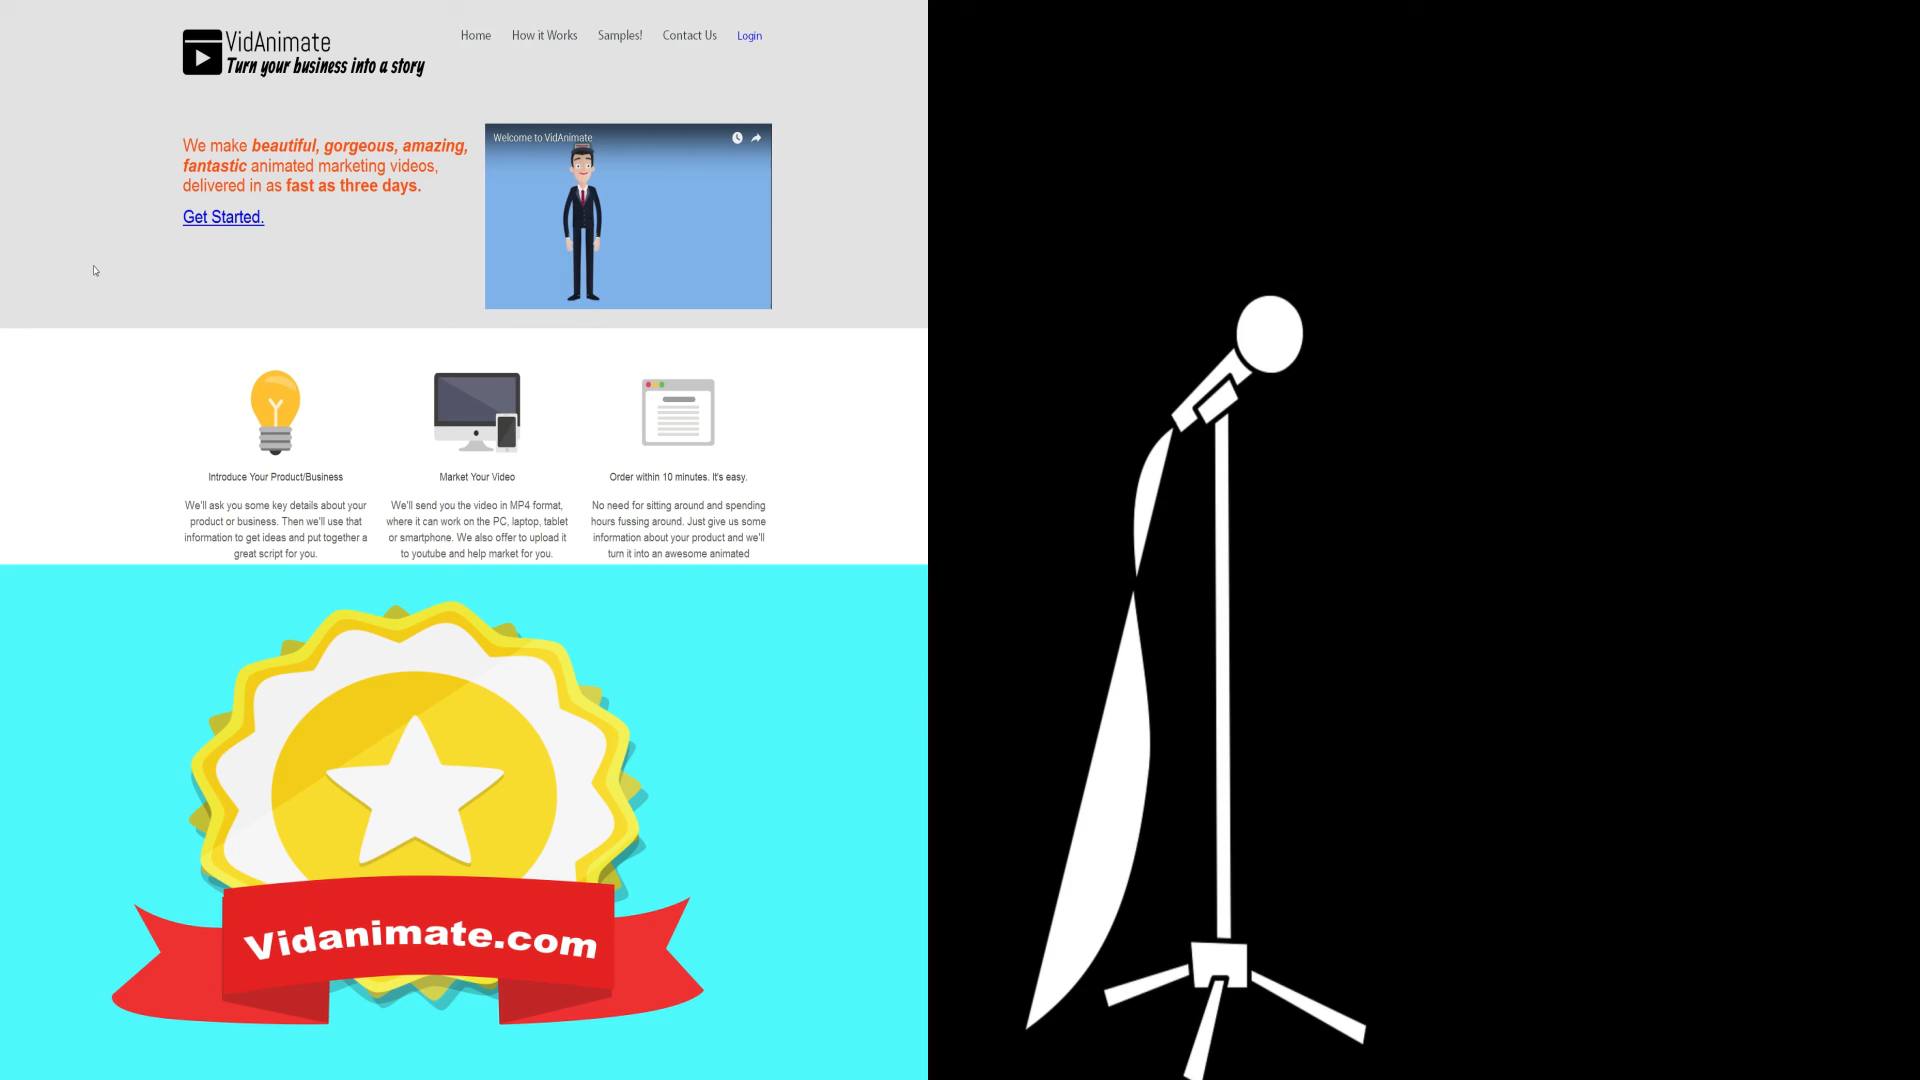 VidAnimate
Turn your business into a story
Home How it Works Samples! Contact Us Login
We make beautiful, gorgeous, amazing,
fantastic animated marketing videos,
delivered in as fast as three days.
Get Started.
Welcome to VidAnimate
Introduce Your Product/Business
We'll ask you some key details about your
product or business. Then we'll use that
information to get ideas and put together a
great script for you.
Market Your Video
We'll send you the video in MP4 format,
where it can work on the PC, laptop, tablet
or smartphone. We also offer to upload it
to youtube and help market for you.
Order within 10 minutes. It's easy.
No need for sitting around and spending
hours fussing around. Just give us some
information about your product and we'll
turn it into an awesome animated
Vidanimate.com